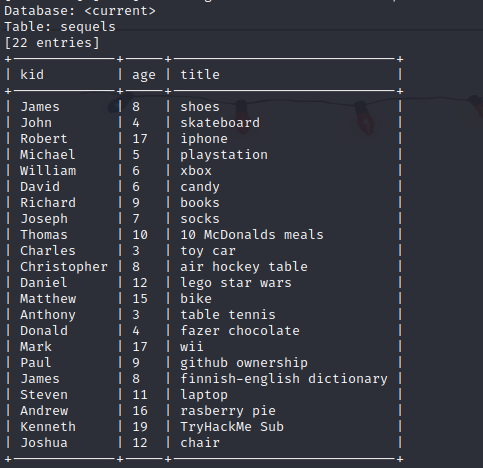 Database: <current>
Table: sequels
[22 entries]
+-------------+-----+----------------------------+
| kid         | age | title                      |
+-------------+-----+----------------------------+
| James       | 8   | shoes                      |
| John        | 4   | skateboard                 |
| Robert      | 17  | iphone                     |
| Michael     | 5   | playstation                |
| William     | 6   | xbox                       |
| David       | 6   | candy                      |
| Richard     | 9   | books                      |
| Joseph      | 7   | socks                      |
| Thomas      | 10  | 10 McDonalds meals         |
| Charles     | 3   | toy car                    |
| Christopher | 8   | air hockey table           |
| Daniel      | 12  | lego star wars             |
| Matthew     | 15  | bike                       |
| Anthony     | 3   | table tennis               |
| Donald      | 4   | fazer chocolate            |
| Mark        | 17  | wii                        |
| Paul        | 9   | github ownership           |
| James       | 8   | finnish-english dictionary |
| Steven      | 11  | laptop                     |
| Andrew      | 16  | rasberry pie               |
| Kenneth     | 19  | TryHackMe Sub              |
| Joshua      | 12  | chair                      |
+-------------+-----+----------------------------+